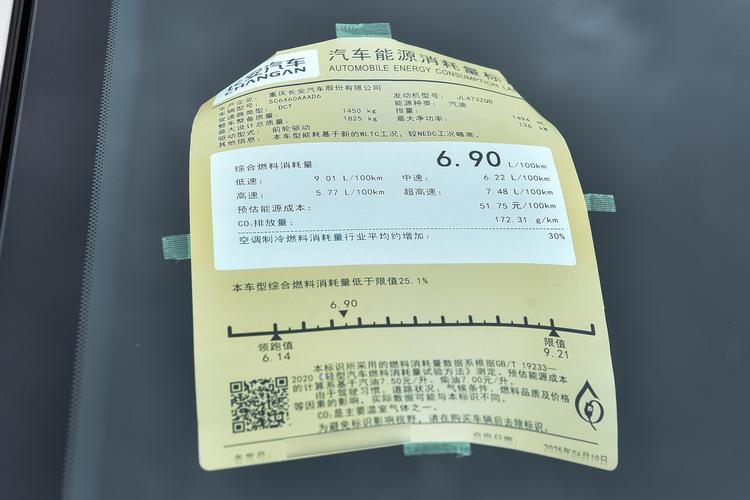 长安汽车
CHANGAN
汽车能源消耗量标
AUTOMOBILE ENERGY CONSUMPTION LA
生产企业： 重庆长安汽车股份有限公司
车辆型号： SC6460AAAD6 发动机型号： JL473ZQD
变速器类型： DCT 能源种类： 汽油
整车整备质量： 1450 kg 排量： 1494 mL
最大设计总质量： 1825 kg 最大净功率： 136 kW
驱动型式： 前轮驱动
其他信息： 本车型能耗基于新的WLTC工况，较NEDC工况略高。
综合燃料消耗量： 6.90 L/100km
低速： 9.01 L/100km 中速： 6.22 L/100km
高速： 5.77 L/100km 超高速： 7.48 L/100km
预估能源成本： 51.75 元/100km
CO₂排放量： 172.31 g/km
空调制冷燃料消耗量行业平均约增加： 30%
本车型综合燃料消耗量低于限值25.1%
6.90
领跑值 限值
6.14 9.21
本标识所采用的燃料消耗量数据系根据GB/T 19233—
2020《轻型汽车燃料消耗量试验方法》测定。预估能源成本
的计算系基于汽油7.50元/升、柴油7.00元/升。
由于驾驶习惯、道路状况、气候条件、燃料品质及价格
等因素的影响，实际数据可能与本标识不同。
CO₂是主要温室气体之一。
为避免标识影响视野，请在购买车辆后去除标识。
备案号： 启用日期： 2025年06月19日